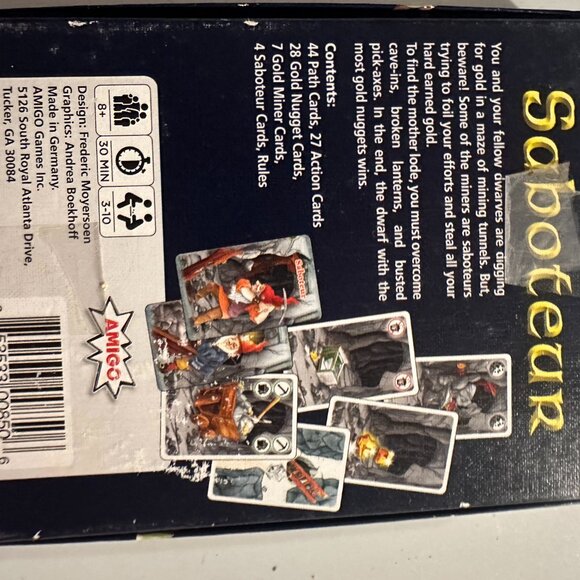 Saboteur
You and your fellow dwarves are digging
for gold in a maze of mining tunnels. But,
beware! Some of the miners are saboteurs
trying to foil your efforts and steal all your
hard earned gold.
To find the mother lode, you must overcome
cave-ins, broken lanterns, and busted
pick-axes. In the end, the dwarf with the
most gold nuggets wins.
Contents:
44 Path Cards, 27 Action Cards
28 Gold Nugget Cards,
7 Gold Miner Cards,
4 Saboteur Cards, Rules
8+
30 MIN
3-10
Design: Frederic Moyersoen
Graphics: Andrea Boekhoff
Made in Germany.
AMIGO Games Inc.
5126 South Royal Atlanta Drive,
Tucker, GA 30084
AMIGO
Saboteur